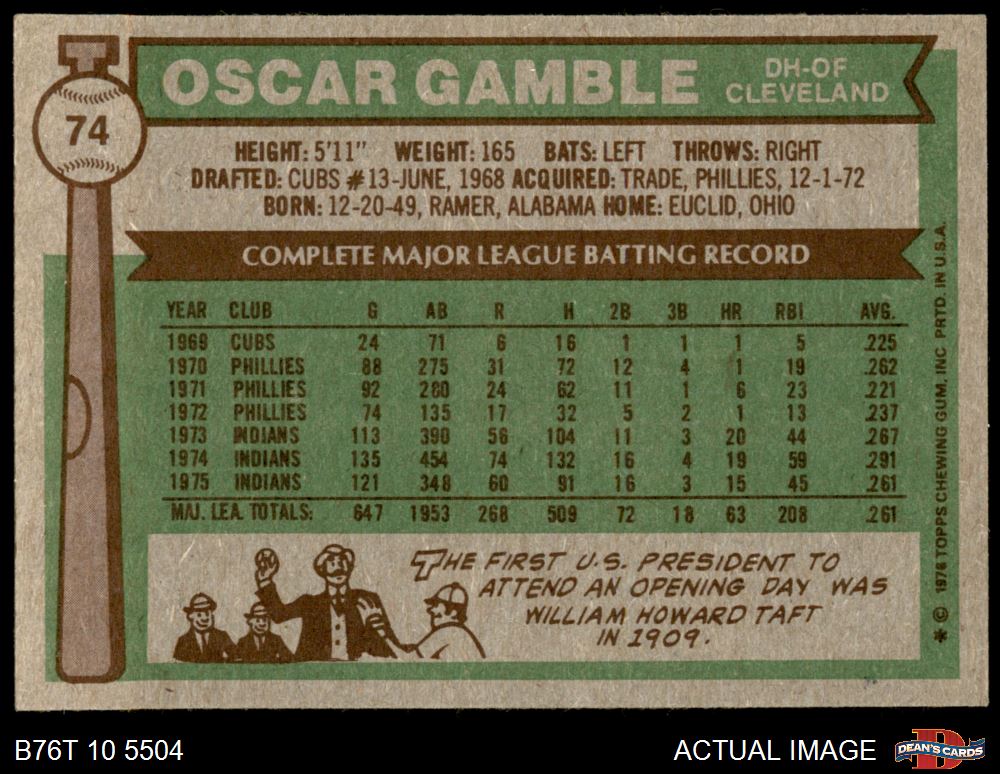 74
OSCAR GAMBLE
DH-OF
CLEVELAND
HEIGHT: 5'11" WEIGHT: 165 BATS: LEFT THROWS: RIGHT
DRAFTED: CUBS #13-JUNE, 1968 ACQUIRED: TRADE, PHILLIES, 12-1-72
BORN: 12-20-49, RAMER, ALABAMA HOME: EUCLID, OHIO
COMPLETE MAJOR LEAGUE BATTING RECORD
YEAR CLUB G AB R H 2B 3B HR RBI AVG.
1969 CUBS 24 71 6 16 1 1 1 5 .225
1970 PHILLIES 88 275 31 72 12 4 1 19 .262
1971 PHILLIES 92 280 24 62 11 1 6 23 .221
1972 PHILLIES 74 135 17 32 5 2 1 13 .237
1973 INDIANS 113 390 56 104 11 3 20 44 .267
1974 INDIANS 135 454 74 132 16 4 19 59 .291
1975 INDIANS 121 348 60 91 16 3 15 45 .261
MAJ. LEA. TOTALS: 647 1953 268 509 72 18 63 208 .261
THE FIRST U.S. PRESIDENT TO
ATTEND AN OPENING DAY WAS
WILLIAM HOWARD TAFT
IN 1909.
* © 1976 TOPPS CHEWING GUM, INC PRTD. IN U.S.A.
B76T 10 5504
ACTUAL IMAGE
D
DEAN'S CARDS